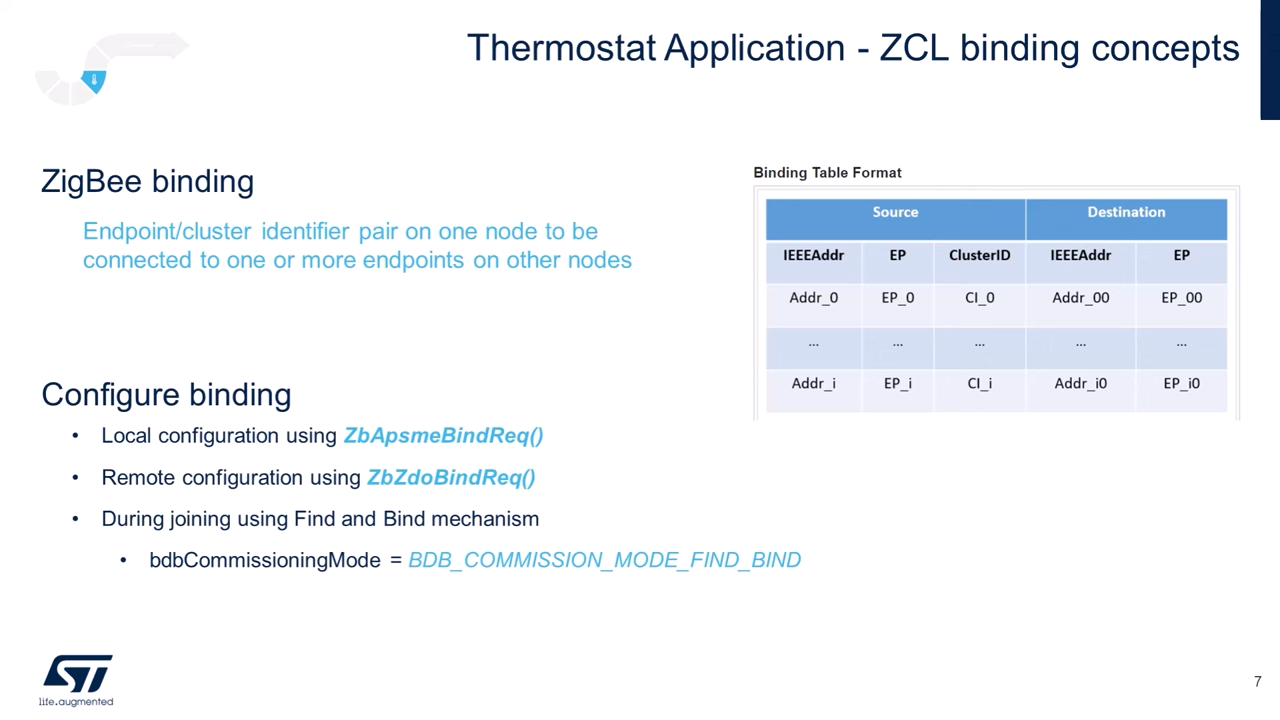 Thermostat Application - ZCL binding concepts
ZigBee binding
Endpoint/cluster identifier pair on one node to be
connected to one or more endpoints on other nodes
Binding Table Format
Source Destination
IEEEAddr EP ClusterID IEEEAddr EP
Addr_0 EP_0 CI_0 Addr_00 EP_00
... ... ... ... ...
Addr_i EP_i CI_i Addr_i0 EP_i0
Configure binding
• Local configuration using ZbApsmeBindReq()
• Remote configuration using ZbZdoBindReq()
• During joining using Find and Bind mechanism
• bdbCommissioningMode = BDB_COMMISSION_MODE_FIND_BIND
ST
life.augmented
7